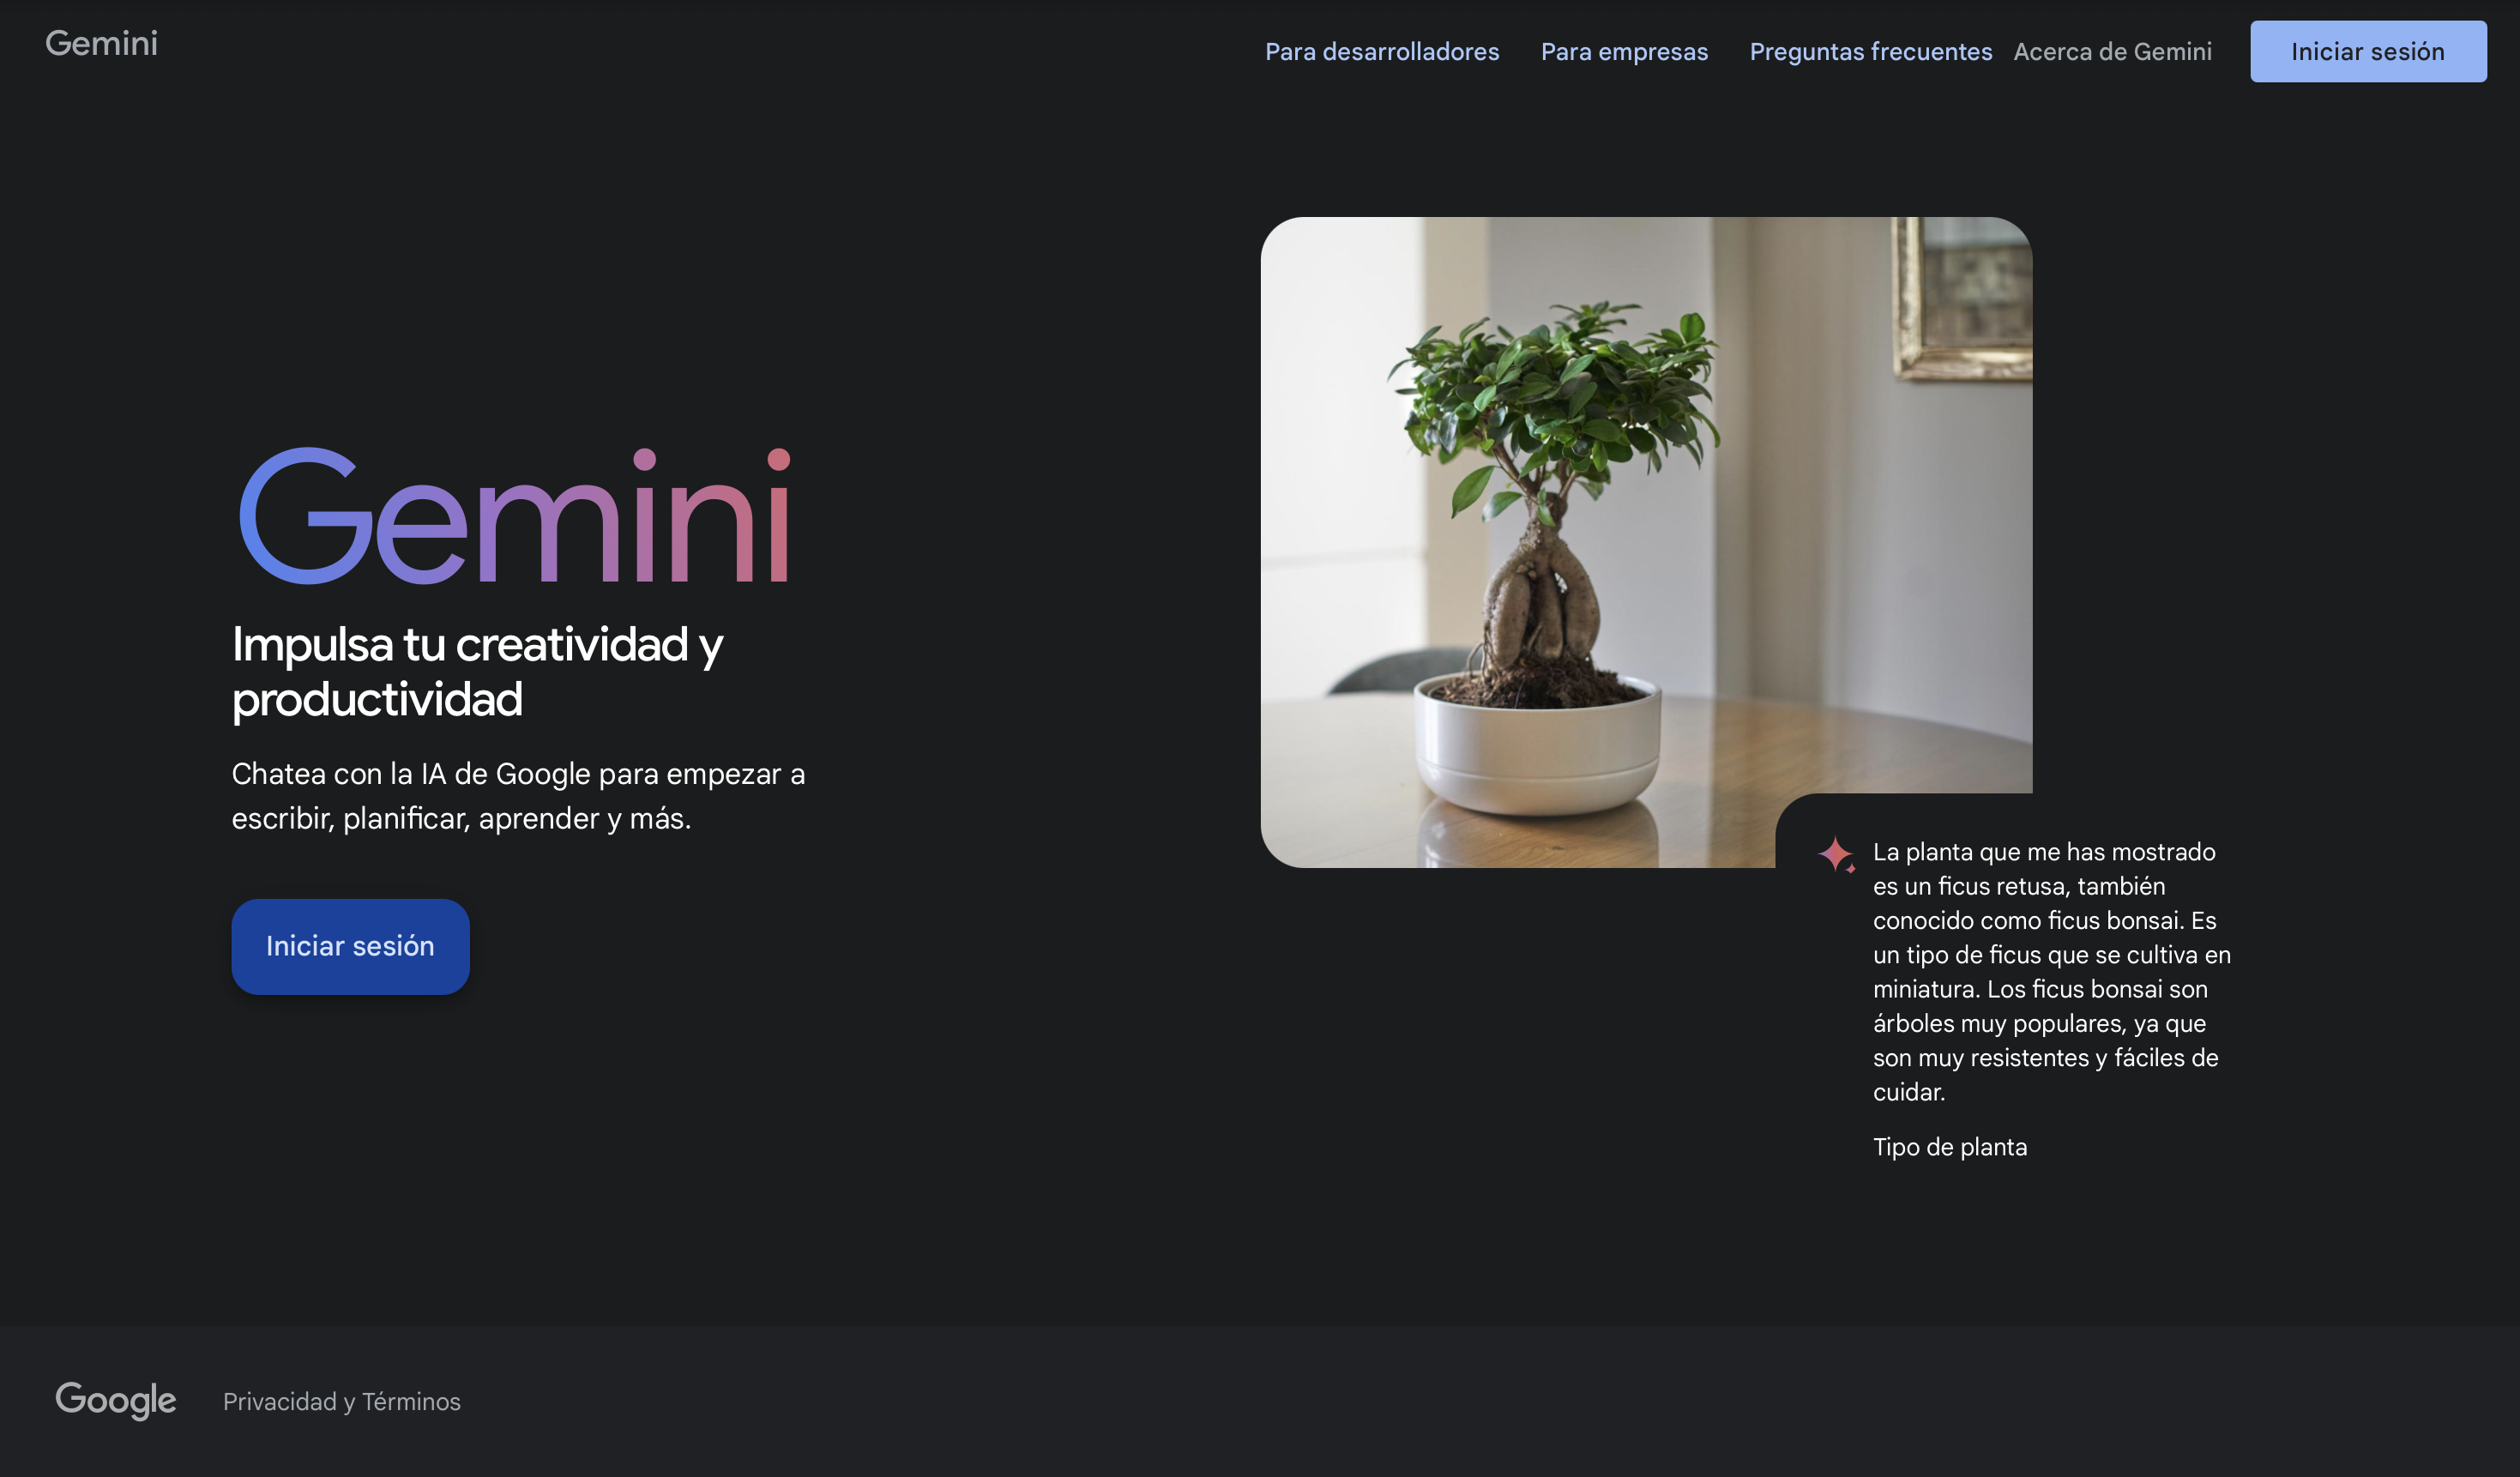 Gemini
Para desarrolladores
Para empresas
Preguntas frecuentes
Acerca de Gemini
Iniciar sesión
Gemini
Impulsa tu creatividad y
productividad
Chatea con la IA de Google para empezar a
escribir, planificar, aprender y más.
Iniciar sesión
La planta que me has mostrado
es un ficus retusa, también
conocido como ficus bonsai. Es
un tipo de ficus que se cultiva en
miniatura. Los ficus bonsai son
árboles muy populares, ya que
son muy resistentes y fáciles de
cuidar.
Tipo de planta
Google
Privacidad y Términos